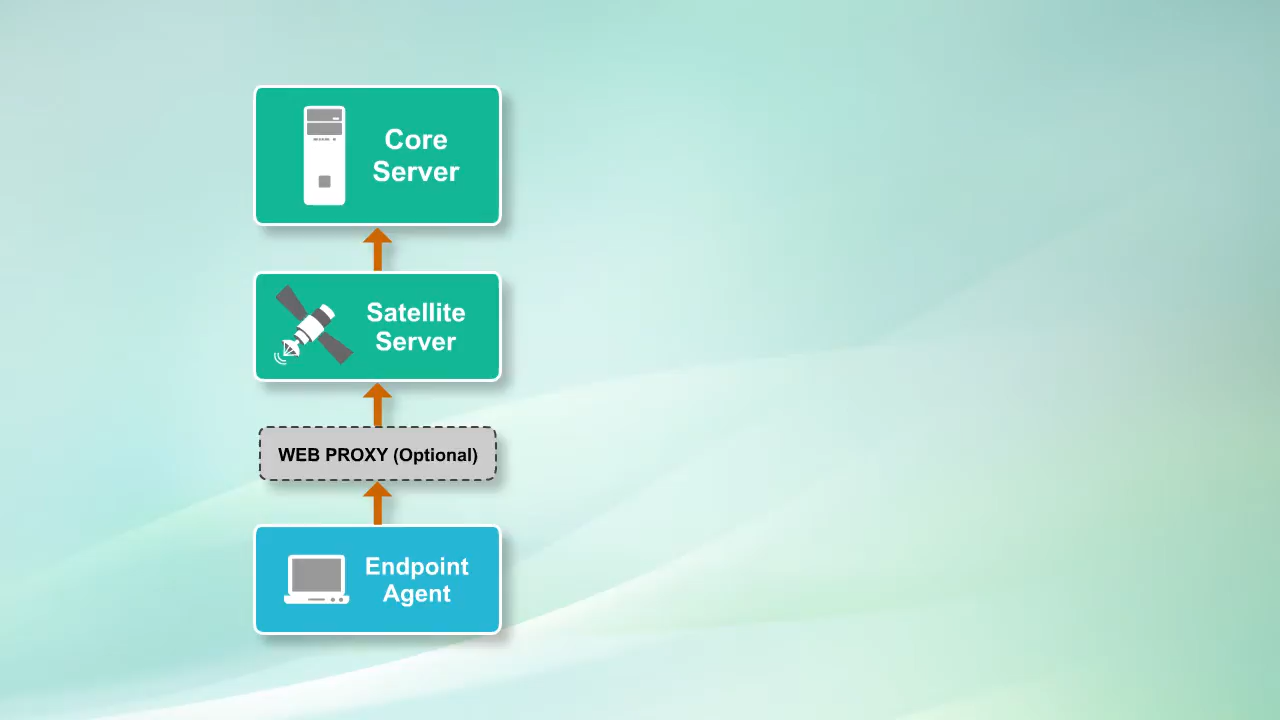 Core
Server
Satellite
Server
WEB PROXY (Optional)
Endpoint
Agent